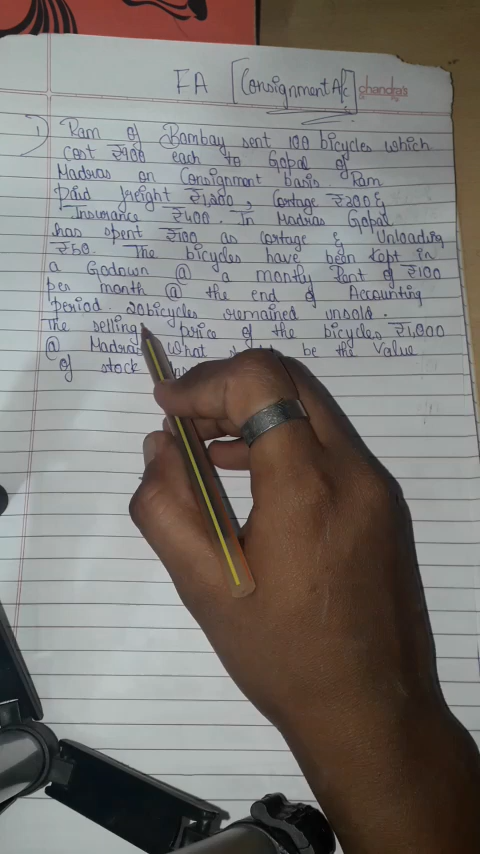 FA [Consignment A/c] chandra's
1) Ram of Bombay sent 100 bicycles which
cost ₹900 each to Gopal of
Madras on Consignment basis Ram
paid freight ₹1,200, Cartage ₹200 &
Insurance ₹400. In Madras Gopal
has spent ₹100 as cortage & Unloading
₹50. The bicycles have been kept in
a Godown @ a monthly Rent of ₹100
per month @ the end of Accounting
period. 20 bicycles remained unsold.
The selling price of the bicycles ₹1,000
@ Madras What be the Value
of stock